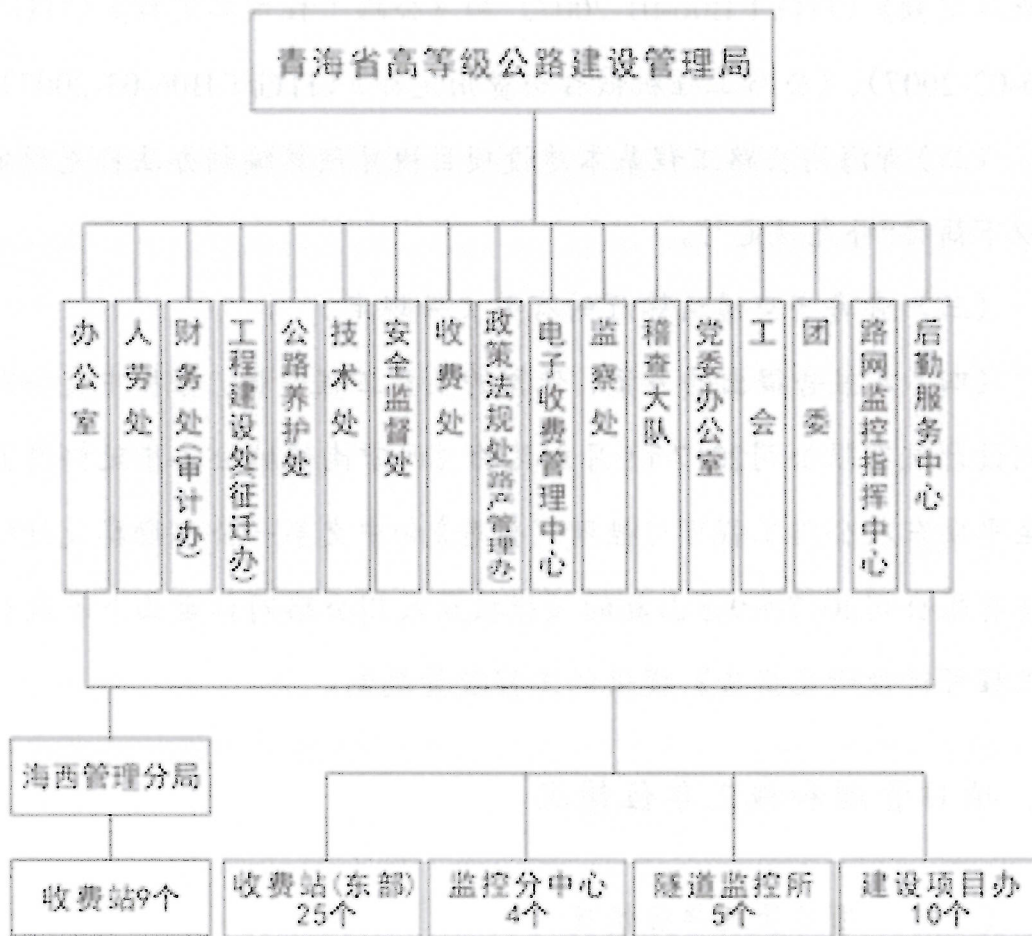 青海省高等级公路建设管理局
办公室
人劳处
财务处(审计办)
工程建设处(征迁办)
公路养护处
技术处
安全监督处
收费处
政策法规处(路产管理办)
电子收费管理中心
监察处
稽查大队
党委办公室
工会
团委
路网监控指挥中心
后勤服务中心
海西管理分局
收费站9个
收费站(东部)
25个
监控分中心
4个
隧道监控所
5个
建设项目办
10个